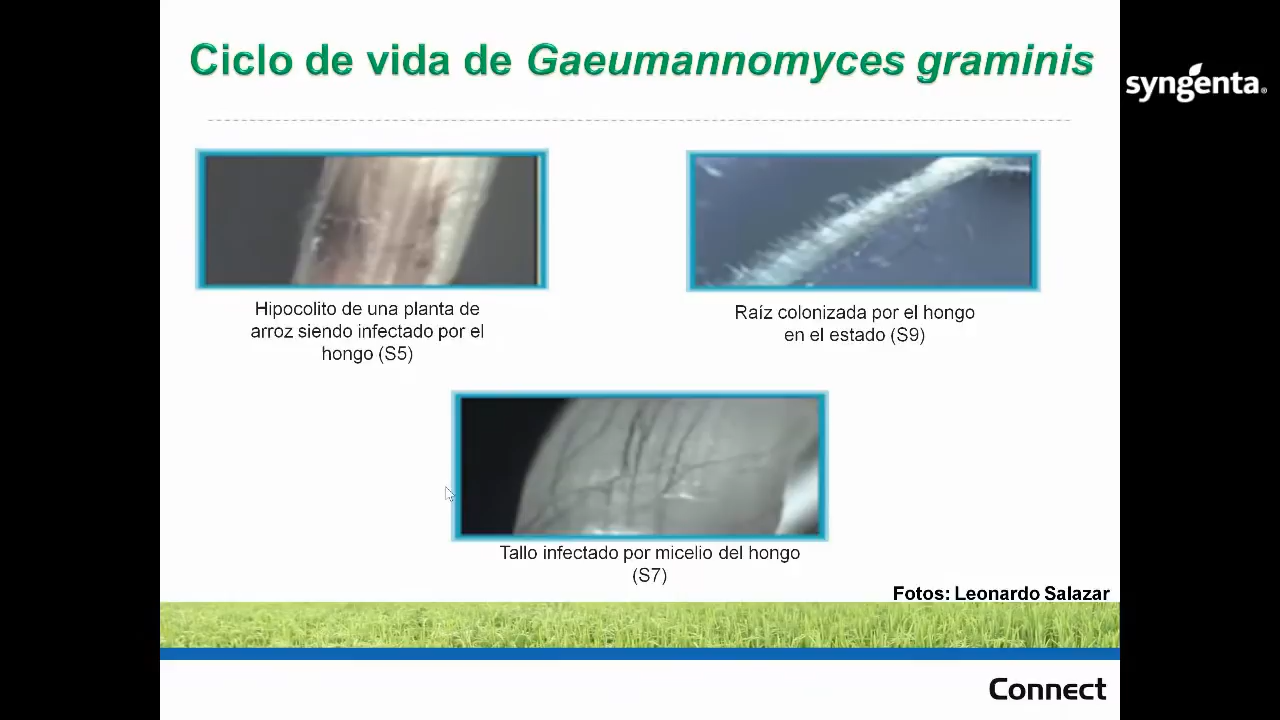 Ciclo de vida de Gaeumannomyces graminis
syngenta®
Hipocolito de una planta de
arroz siendo infectado por el
hongo (S5)
Raíz colonizada por el hongo
en el estado (S9)
Tallo infectado por micelio del hongo
(S7)
Fotos: Leonardo Salazar
Connect